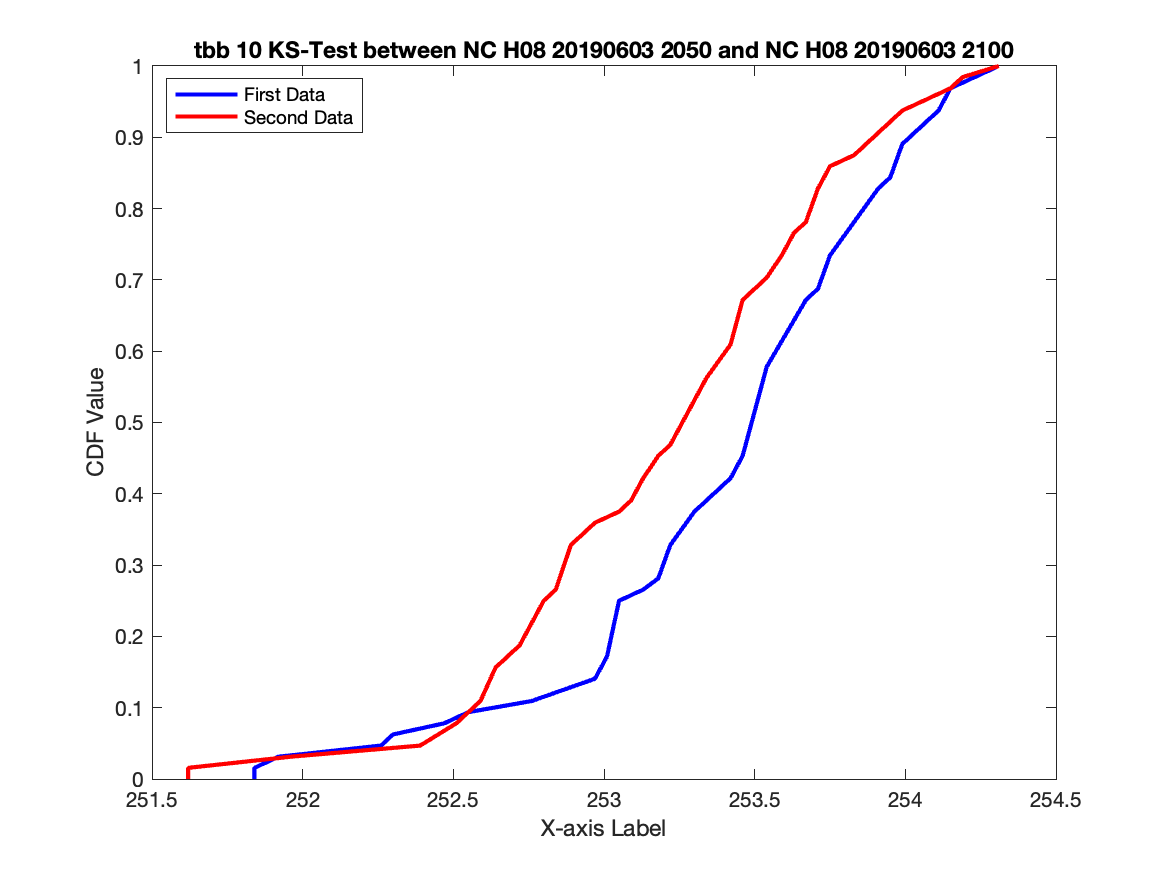 tbb 10 KS-Test between NC H08 20190603 2050 and NC H08 20190603 2100
First Data
Second Data
1
0.9
0.8
0.7
0.6
0.5
0.4
0.3
0.2
0.1
0
CDF Value
251.5 252 252.5 253 253.5 254 254.5
X-axis Label